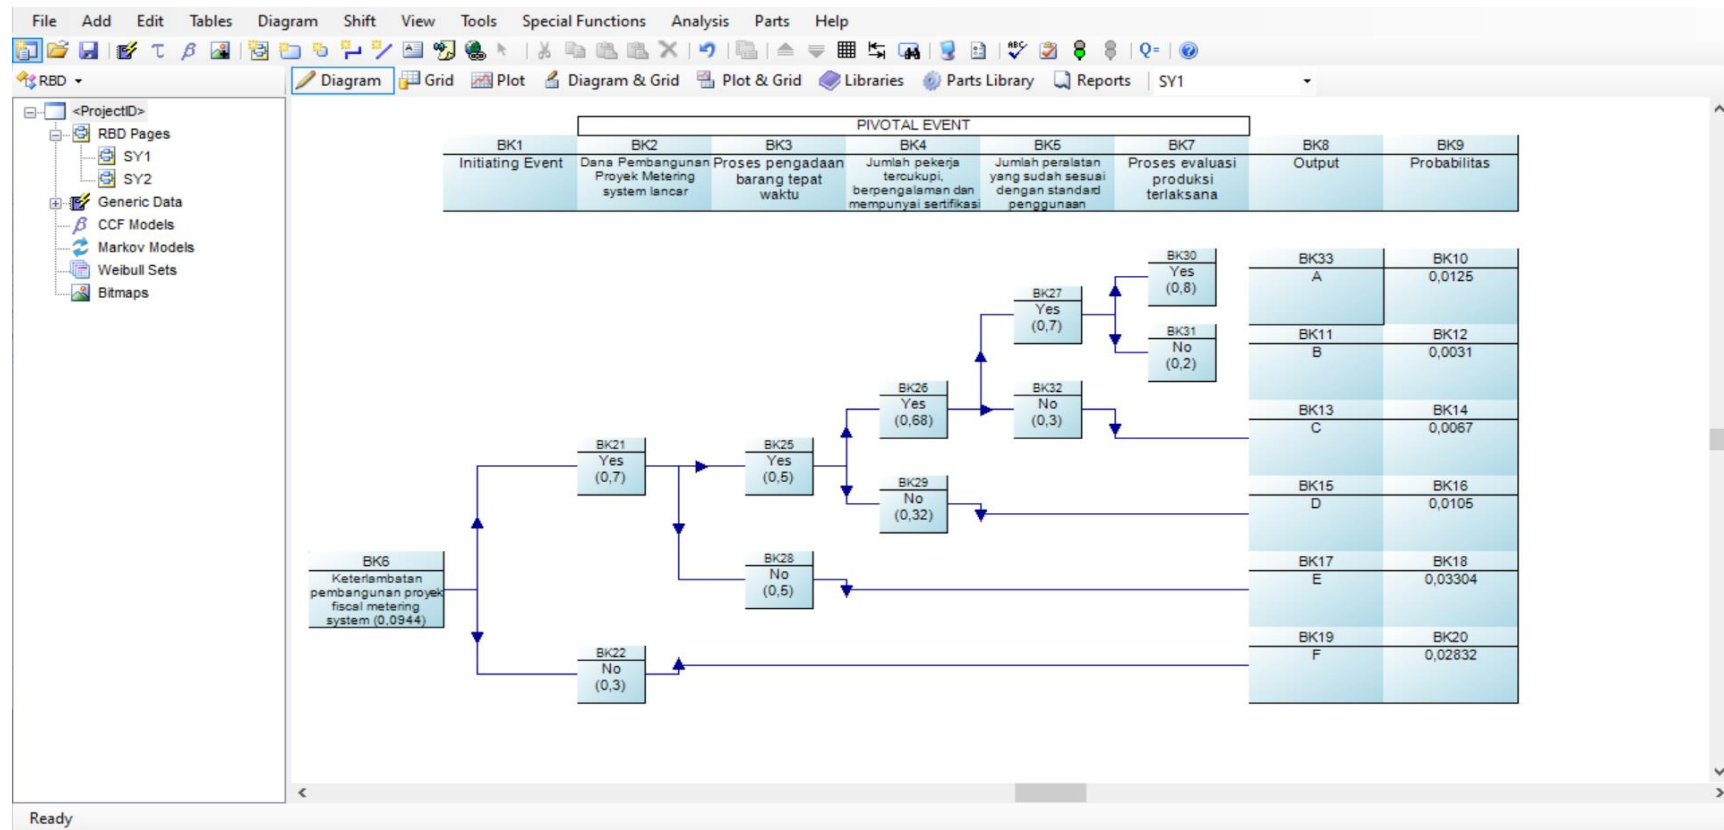 File Add Edit Tables Diagram Shift View Tools Special Functions Analysis Parts Help
RBD
Diagram Grid Plot Diagram & Grid Plot & Grid Libraries Parts Library Reports SY1
<ProjectID>
RBD Pages
SY1
SY2
Generic Data
CCF Models
Markov Models
Weibull Sets
Bitmaps
PIVOTAL EVENT
BK1
Initiating Event
BK2
Dana Pembangunan
Proyek Metering
system lancar
BK3
Proses pengadaan
barang tepat
waktu
BK4
Jumlah pekerja
tercukupi,
berpengalaman dan
mempunyai sertifikasi
BK5
Jumlah peralatan
yang sudah sesuai
dengan standard
penggunaan
BK7
Proses evaluasi
produksi
terlaksana
BK8
Output
BK9
Probabilitas
BK30
Yes
(0,8)
BK33
A
BK10
0,0125
BK27
Yes
(0,7)
BK31
No
(0,2)
BK11
B
BK12
0,0031
BK26
Yes
(0,68)
BK32
No
(0,3)
BK13
C
BK14
0,0067
BK21
Yes
(0,7)
BK25
Yes
(0,5)
BK29
No
(0,32)
BK15
D
BK16
0,0105
BK6
Keterlambatan
pembangunan proyek
fiscal metering
system (0,0944)
BK28
No
(0,5)
BK17
E
BK18
0,03304
BK22
No
(0,3)
BK19
F
BK20
0,02832
Ready